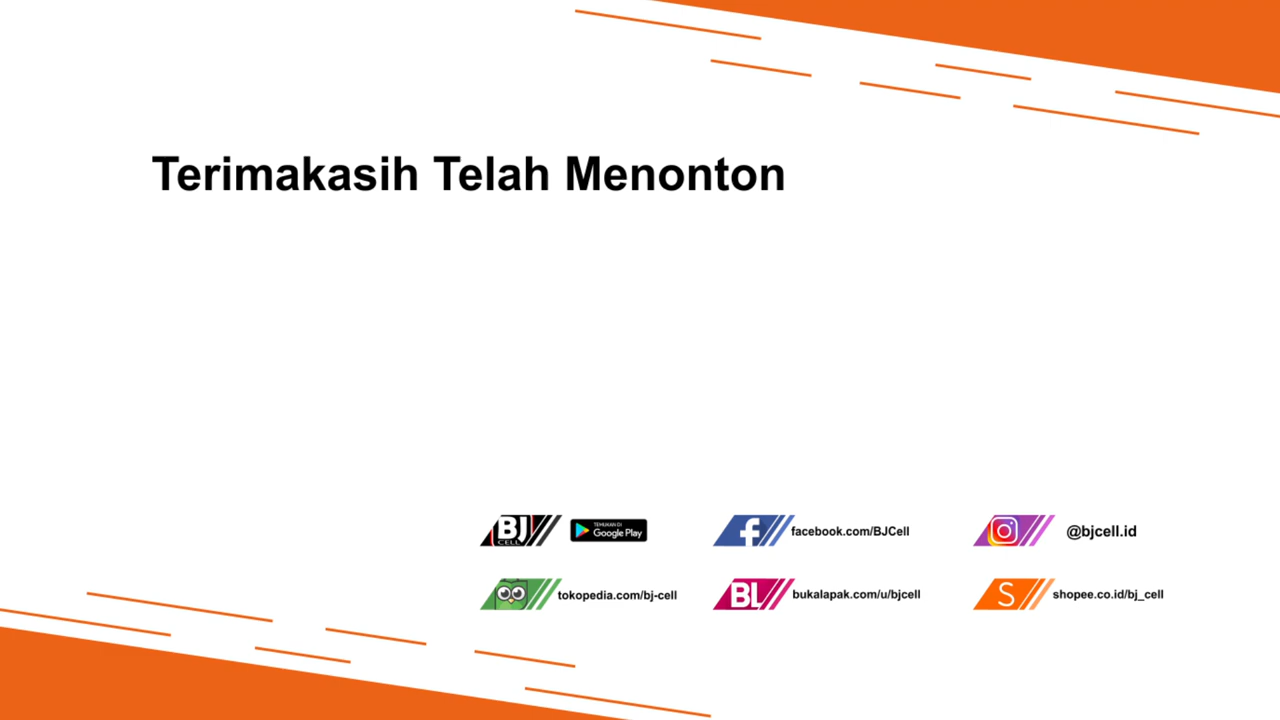 Terimakasih Telah Menonton
BJ CELL TEMUKAN DI Google Play facebook.com/BJCell @bjcell.id
tokopedia.com/bj-cell BL bukalapak.com/u/bjcell S shopee.co.id/bj_cell